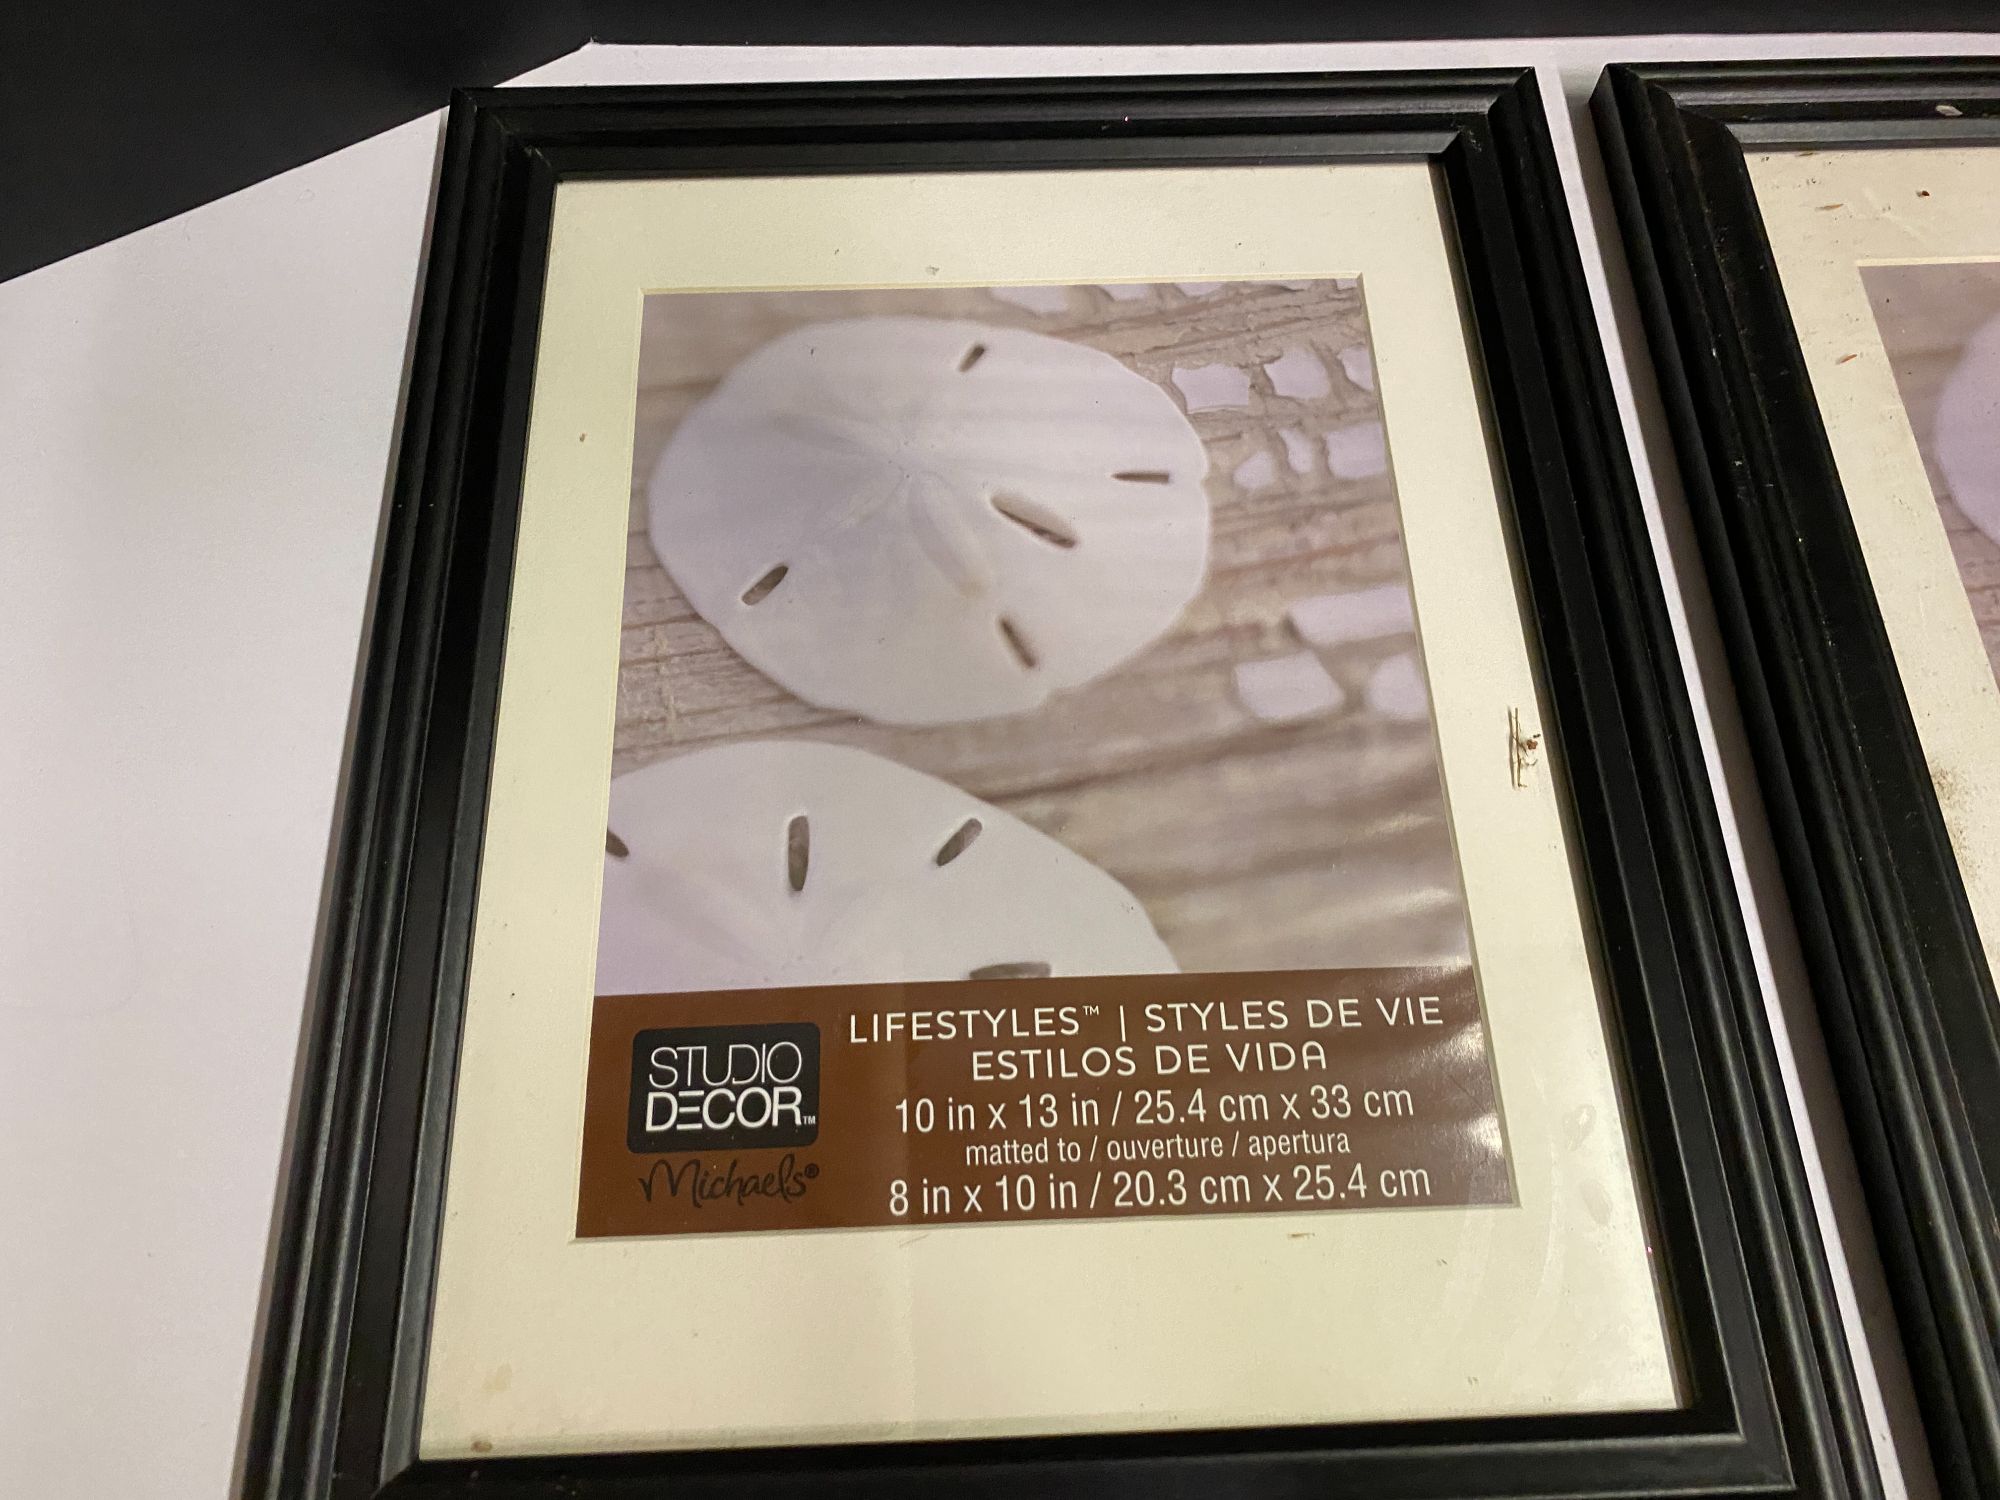 LIFESTYLES™ | STYLES DE VIE
ESTILOS DE VIDA
10 in x 13 in / 25.4 cm x 33 cm
matted to / ouverture / apertura
8 in x 10 in / 20.3 cm x 25.4 cm
STUDIO
DECOR™
Michaels®